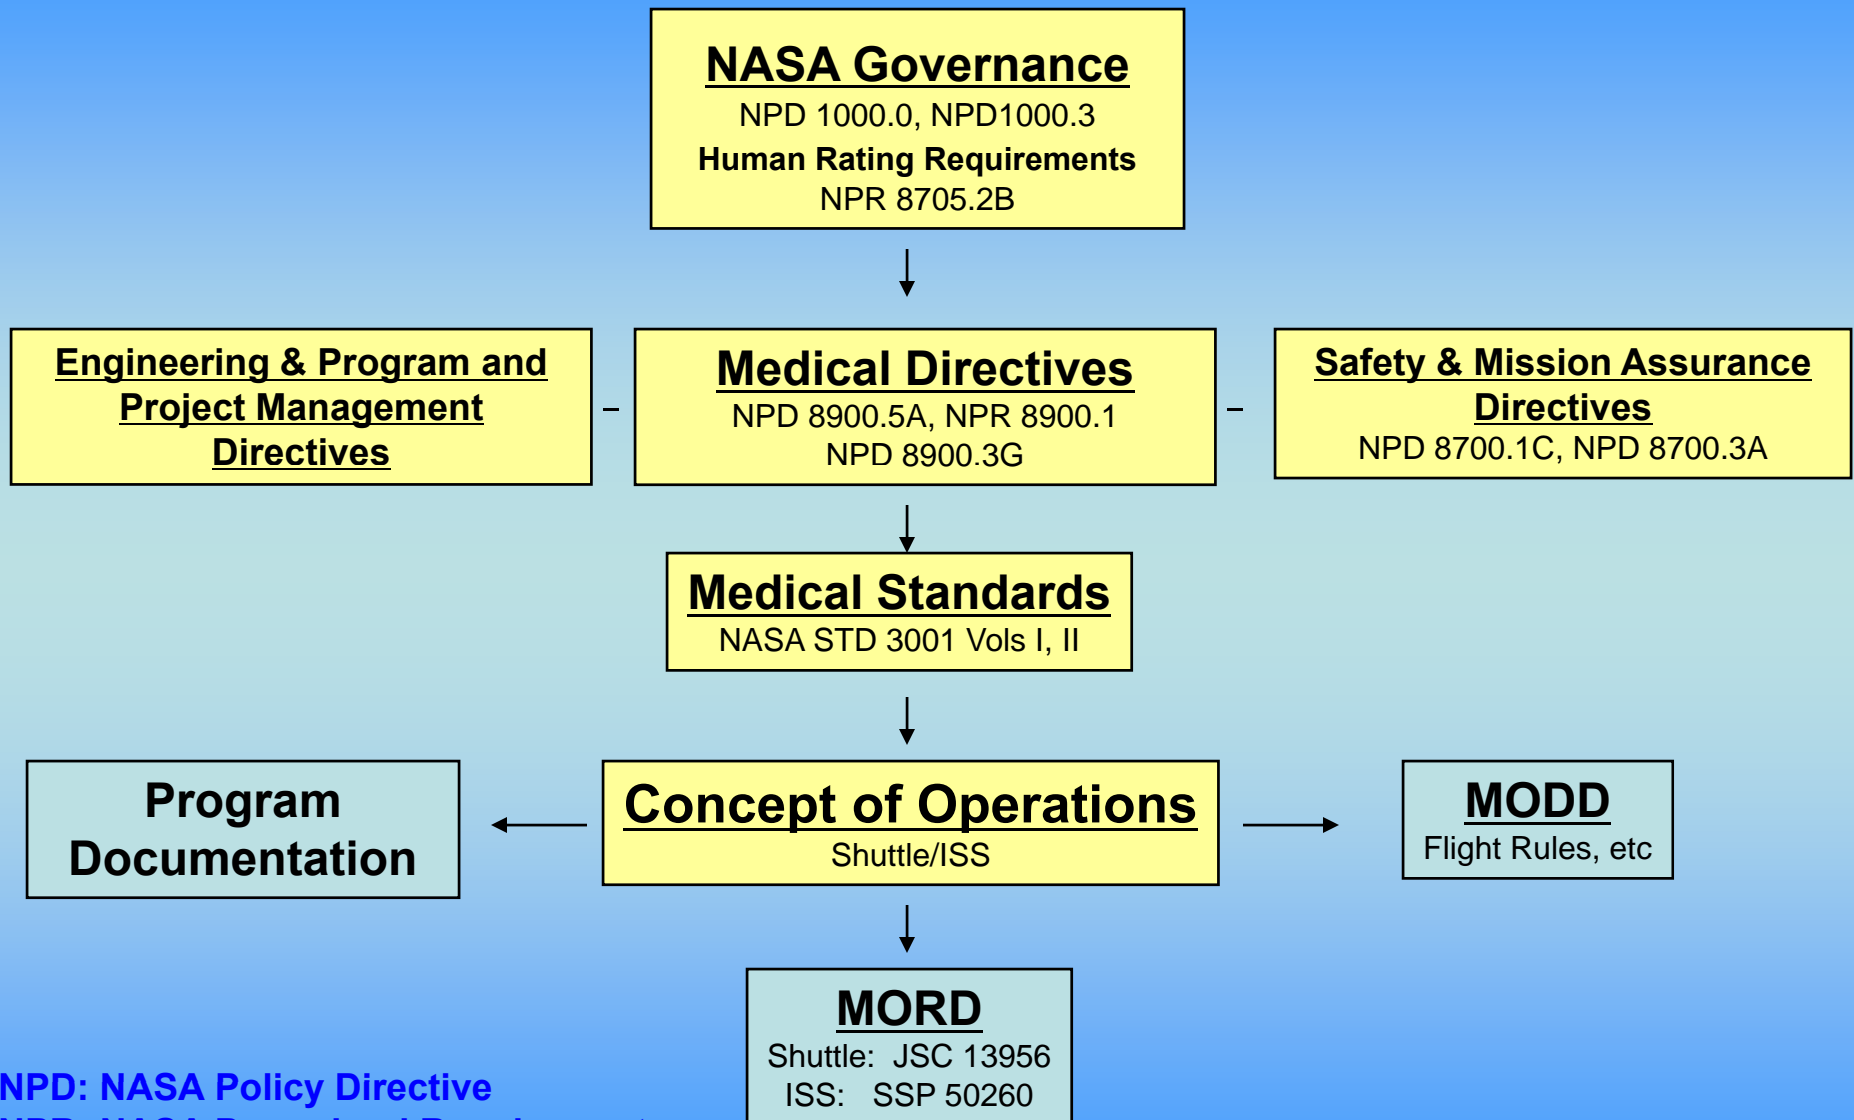 NASA Governance
NPD 1000.0, NPD1000.3
Human Rating Requirements
NPR 8705.2B
Engineering & Program and
Project Management
Directives
Medical Directives
NPD 8900.5A, NPR 8900.1
NPD 8900.3G
Safety & Mission Assurance
Directives
NPD 8700.1C, NPD 8700.3A
Medical Standards
NASA STD 3001 Vols I, II
Program
Documentation
Concept of Operations
Shuttle/ISS
MODD
Flight Rules, etc
MORD
Shuttle: JSC 13956
ISS: SSP 50260
NPD: NASA Policy Directive
NPR: NASA